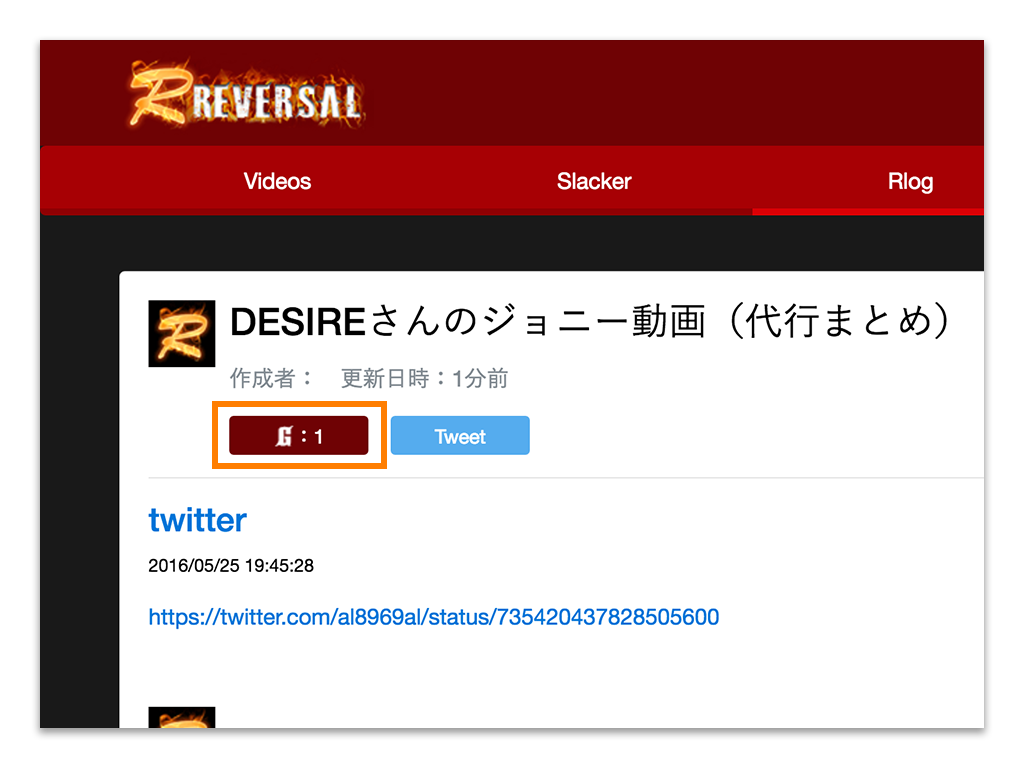 R REVERSAL
Videos Slacker Rlog
R DESIREさんのジョニー動画（代行まとめ）
作成者： 更新日時：1分前
G：1 Tweet
twitter
2016/05/25 19:45:28
https://twitter.com/al8969al/status/735420437828505600